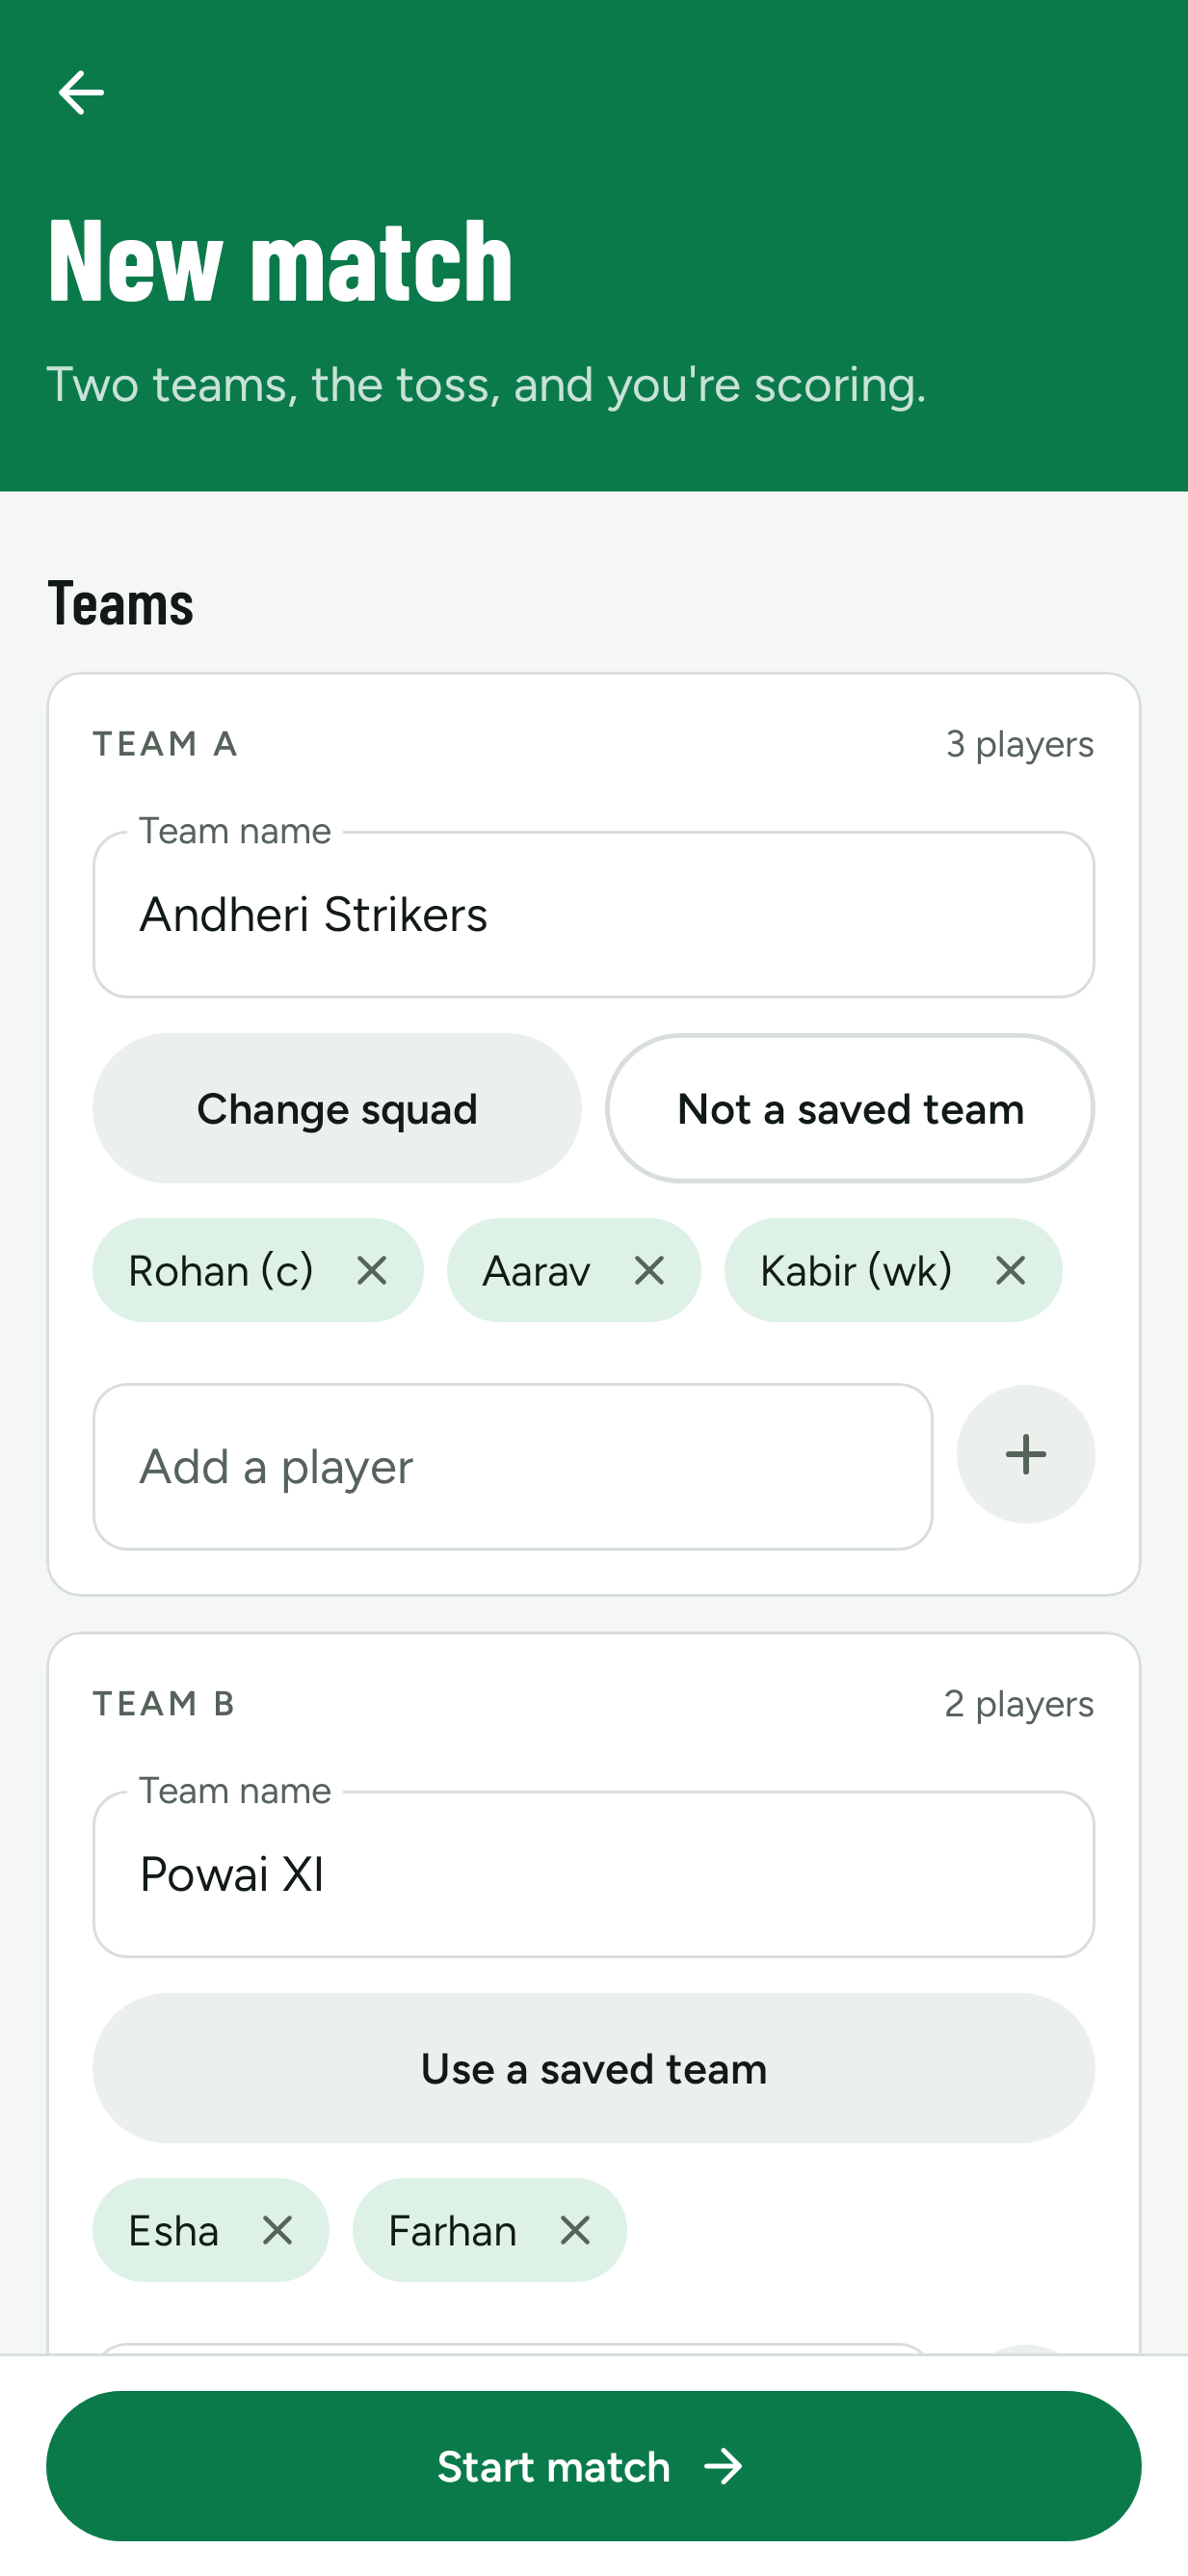 New match
Two teams, the toss, and you're scoring.
Teams
TEAM A 3 players
Team name
Andheri Strikers
Change squad Not a saved team
Rohan (c) Aarav Kabir (wk)
Add a player
TEAM B 2 players
Team name
Powai XI
Use a saved team
Esha Farhan
Start match